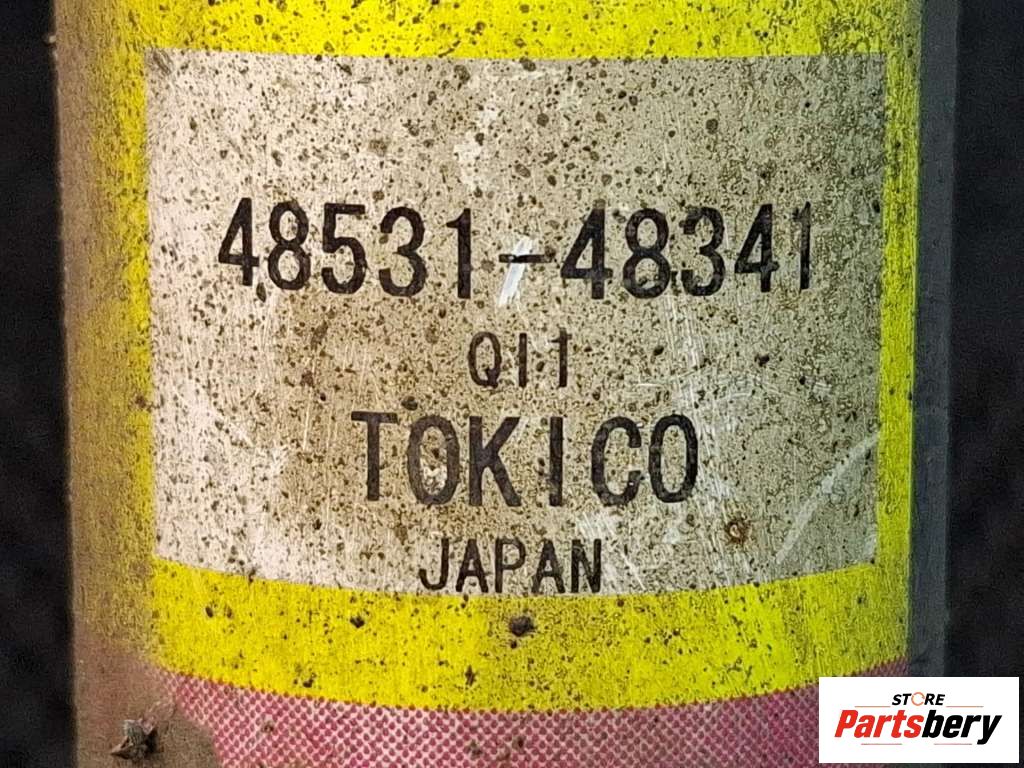 48531-48341
Q11
TOKICO
JAPAN
STORE
Partsbery